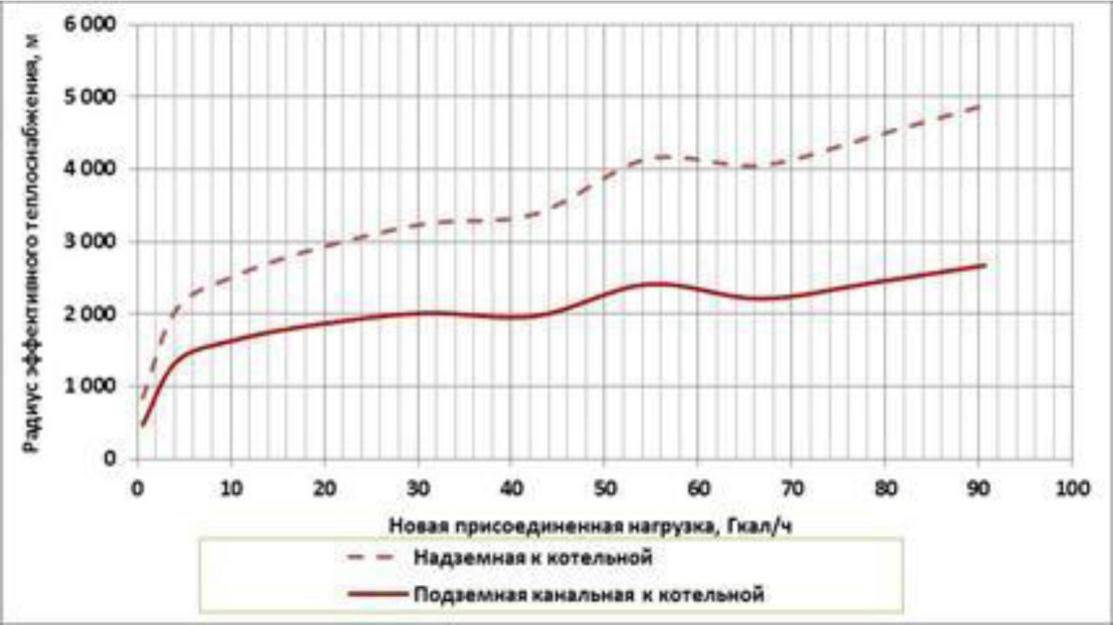 Радиус эффективного теплоснабжения, м
6 000
5 000
4 000
3 000
2 000
1 000
0
0 10 20 30 40 50 60 70 80 90 100
Новая присоединенная нагрузка, Гкал/ч
Надземная к котельной
Подземная канальная к котельной